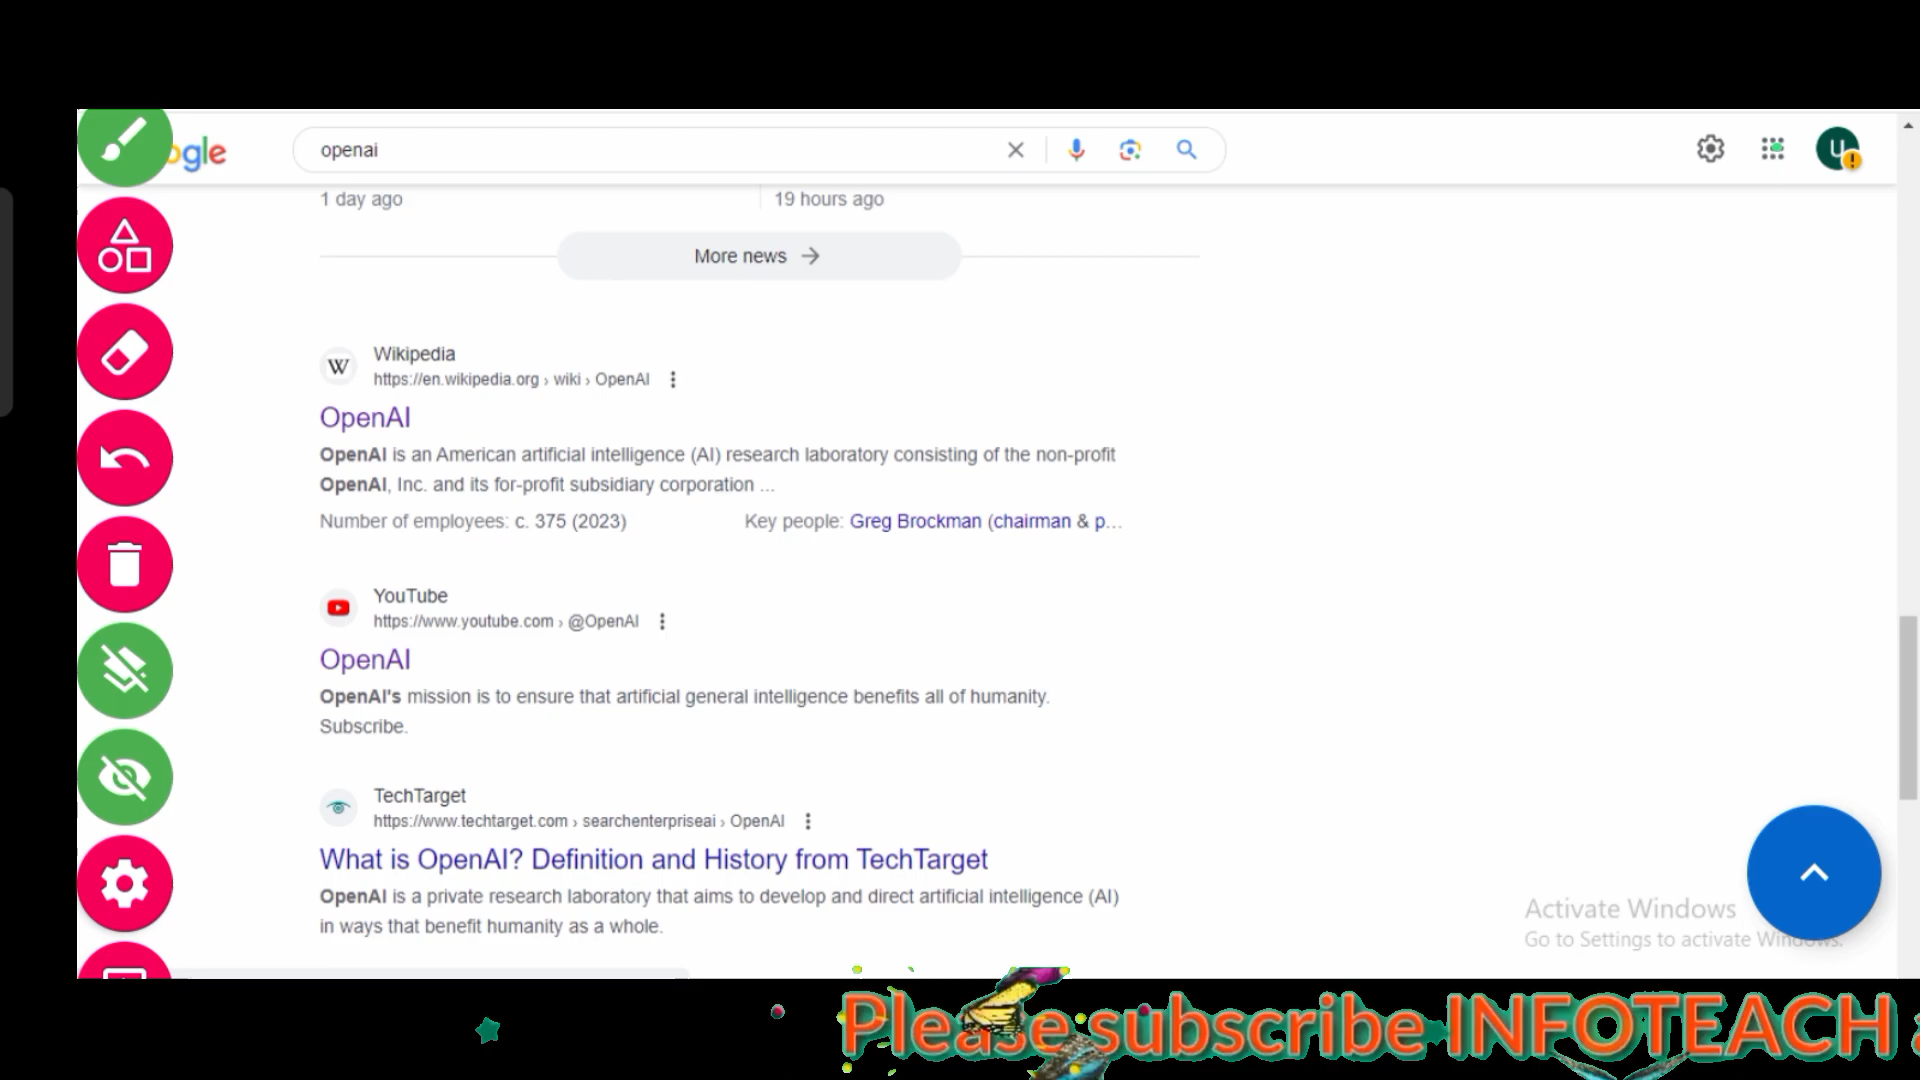 ogle
openai
U
1 day ago
19 hours ago
More news →
W
Wikipedia
https://en.wikipedia.org › wiki › OpenAI
OpenAI
OpenAI is an American artificial intelligence (AI) research laboratory consisting of the non-profit
OpenAI, Inc. and its for-profit subsidiary corporation ...
Number of employees: c. 375 (2023)
Key people: Greg Brockman (chairman & p...
YouTube
https://www.youtube.com › @OpenAI
OpenAI
OpenAI's mission is to ensure that artificial general intelligence benefits all of humanity.
Subscribe.
TechTarget
https://www.techtarget.com › searchenterpriseai › OpenAI
What is OpenAI? Definition and History from TechTarget
OpenAI is a private research laboratory that aims to develop and direct artificial intelligence (AI)
in ways that benefit humanity as a whole.
Activate Windows
Go to Settings to activate Windows.
Please subscribe INFOTEACH